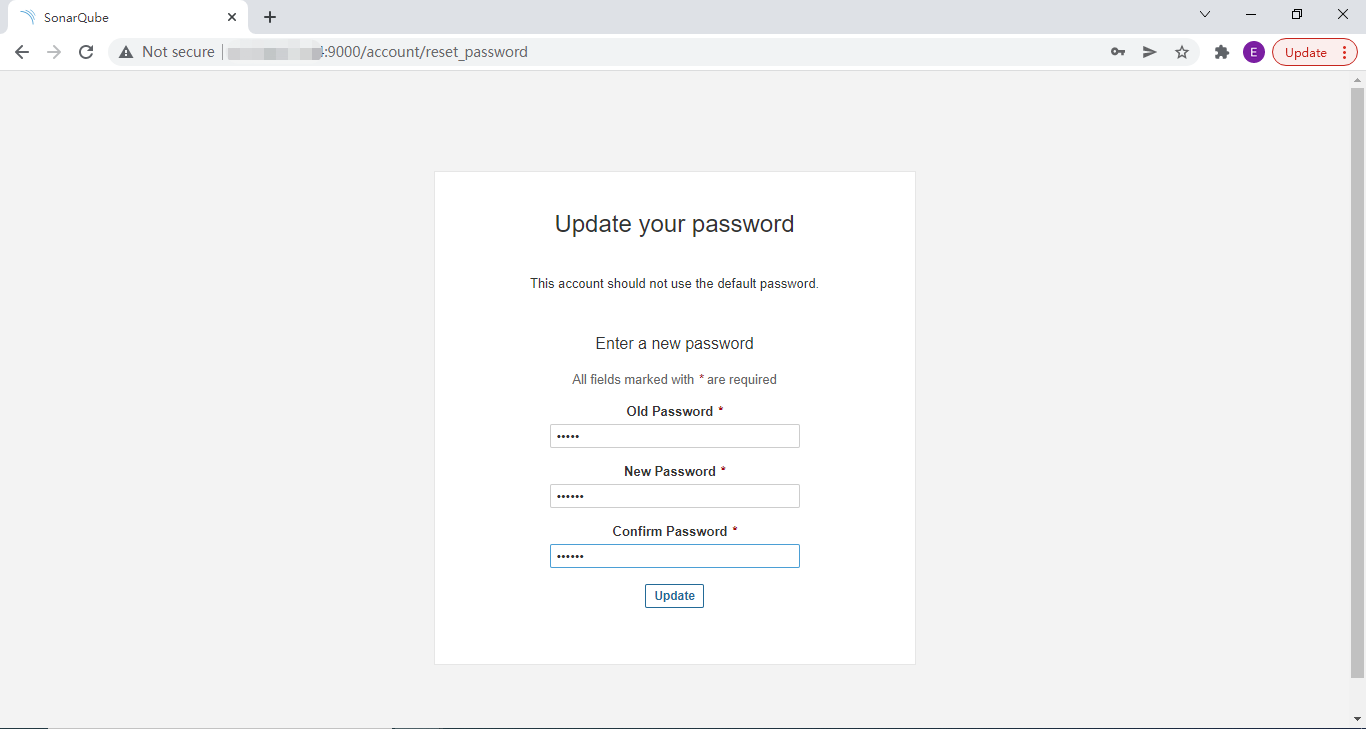 SonarQube
Not secure
:9000/account/reset_password
E
Update
Update your password
This account should not use the default password.
Enter a new password
All fields marked with * are required
Old Password *
•••••
New Password *
••••••
Confirm Password *
••••••
Update